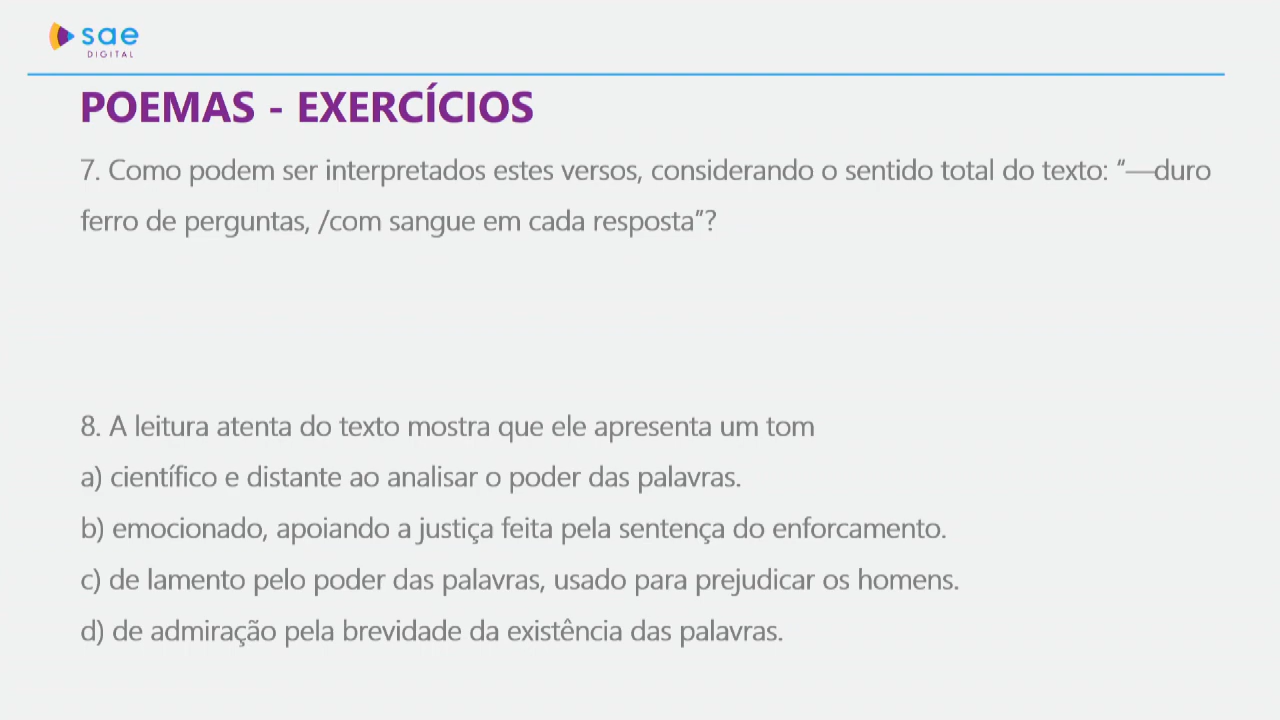 sae
DIGITAL
POEMAS - EXERCÍCIOS
7. Como podem ser interpretados estes versos, considerando o sentido total do texto: “—duro
ferro de perguntas, /com sangue em cada resposta”?
8. A leitura atenta do texto mostra que ele apresenta um tom
a) científico e distante ao analisar o poder das palavras.
b) emocionado, apoiando a justiça feita pela sentença do enforcamento.
c) de lamento pelo poder das palavras, usado para prejudicar os homens.
d) de admiração pela brevidade da existência das palavras.